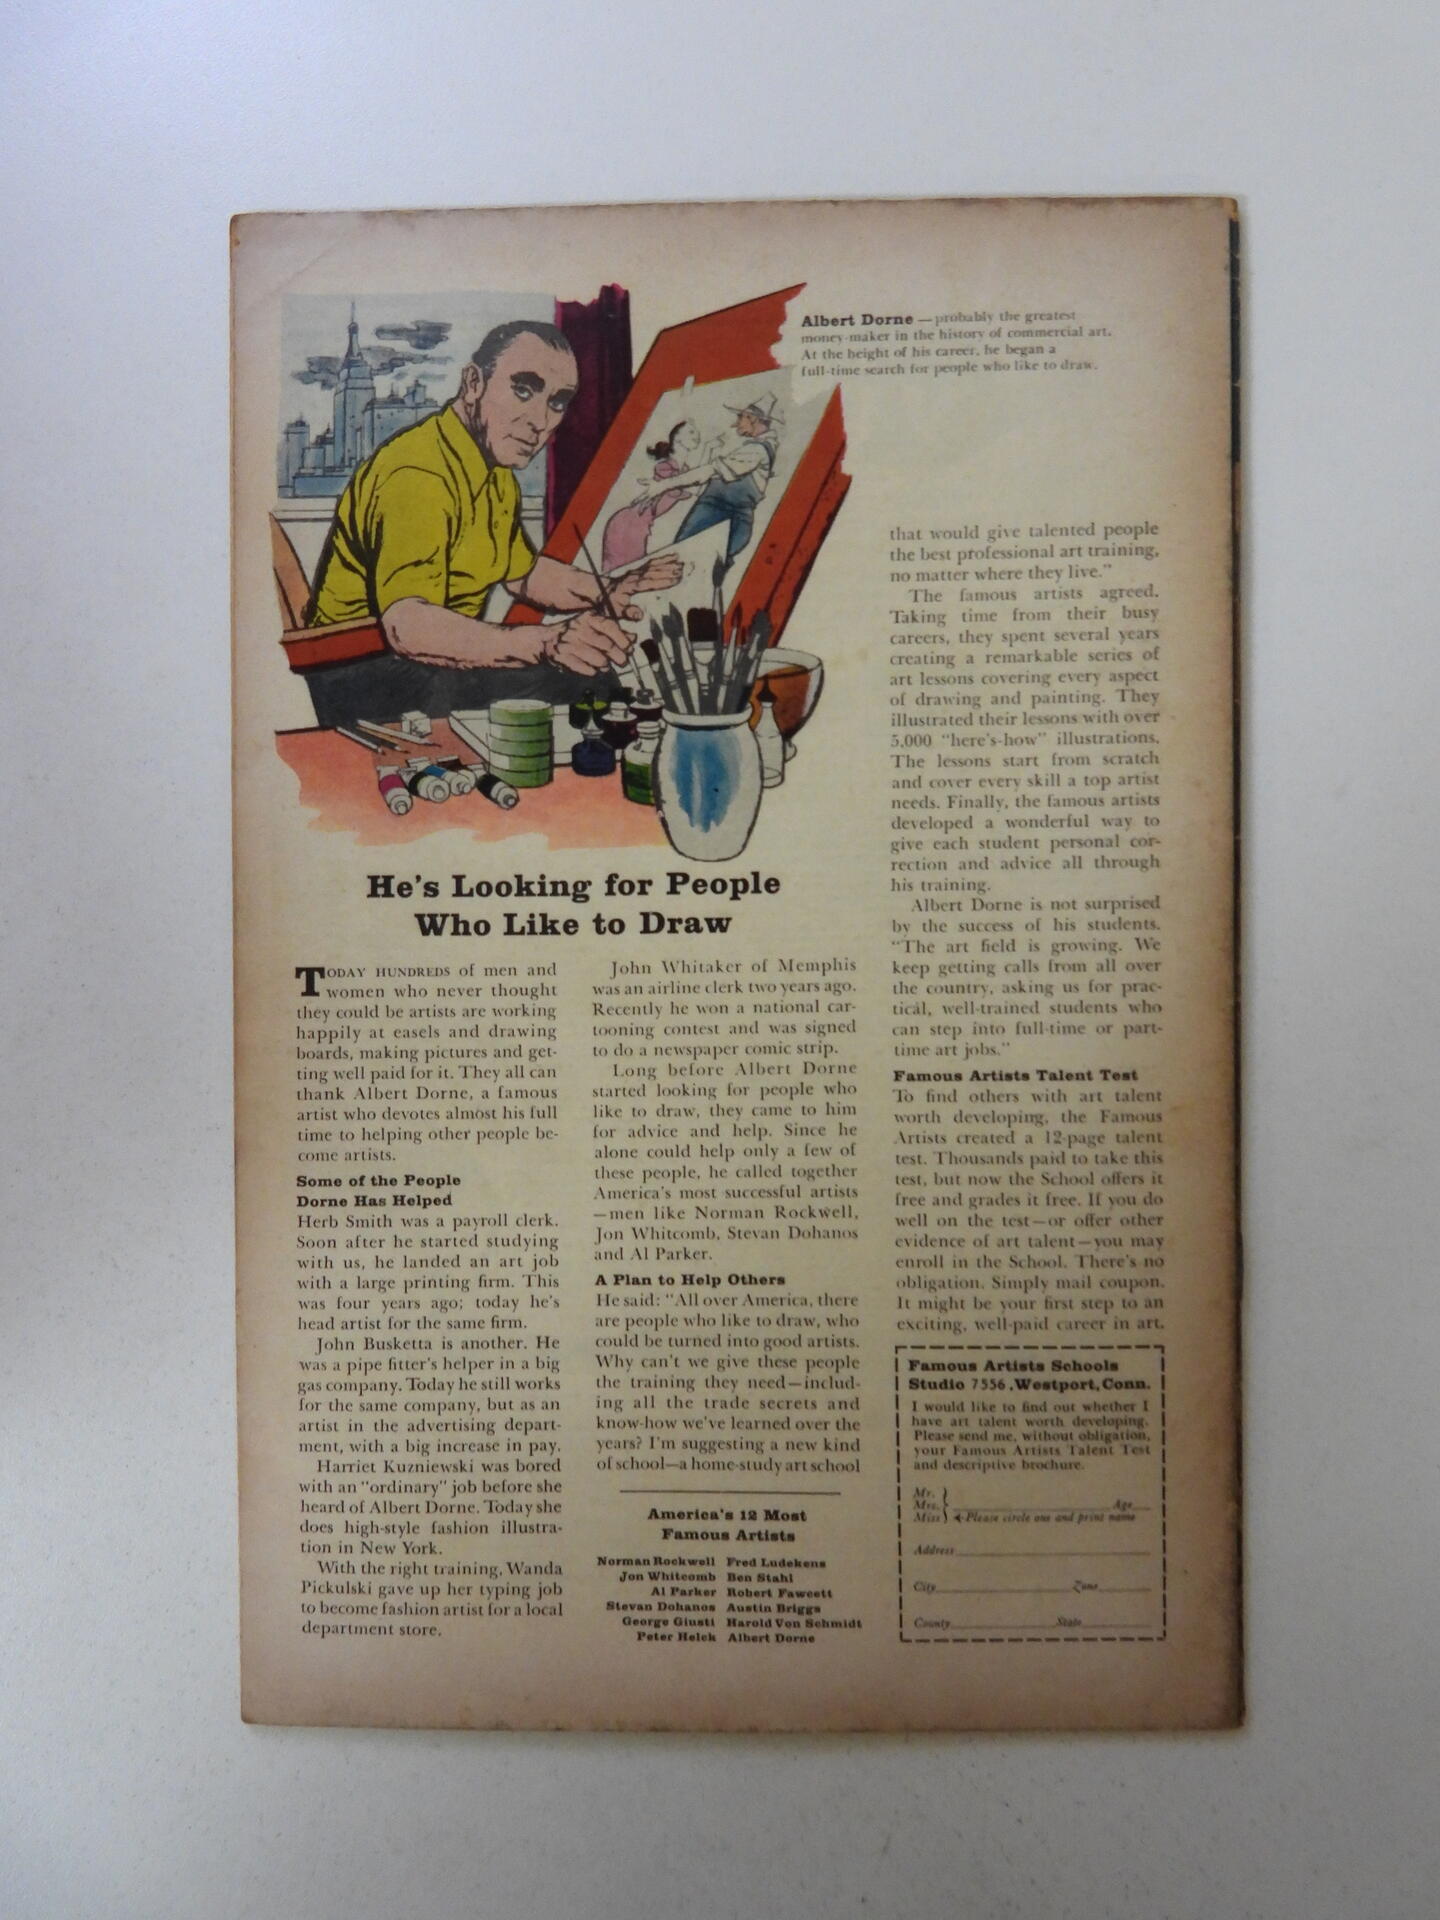 Albert Dorne — probably the greatest
money-maker in the history of commercial art.
At the height of his career, he began a
full-time search for people who like to draw.
He's Looking for People
Who Like to Draw
TODAY HUNDREDS of men and
women who never thought
they could be artists are working
happily at easels and drawing
boards, making pictures and get-
ting well paid for it. They all can
thank Albert Dorne, a famous
artist who devotes almost his full
time to helping other people be-
come artists.
Some of the People
Dorne Has Helped
Herb Smith was a payroll clerk.
Soon after he started studying
with us, he landed an art job
with a large printing firm. This
was four years ago; today he's
head artist for the same firm.
John Busketta is another. He
was a pipe fitter's helper in a big
gas company. Today he still works
for the same company, but as an
artist in the advertising depart-
ment, with a big increase in pay.
Harriet Kuzniewski was bored
with an "ordinary" job before she
heard of Albert Dorne. Today she
does high-style fashion illustra-
tion in New York.
With the right training, Wanda
Pickulski gave up her typing job
to become fashion artist for a local
department store.
John Whitaker of Memphis
was an airline clerk two years ago.
Recently he won a national car-
tooning contest and was signed
to do a newspaper comic strip.
Long before Albert Dorne
started looking for people who
like to draw, they came to him
for advice and help. Since he
alone could help only a few of
these people, he called together
America's most successful artists
—men like Norman Rockwell,
Jon Whitcomb, Stevan Dohanos
and Al Parker.
A Plan to Help Others
He said: "All over America, there
are people who like to draw, who
could be turned into good artists.
Why can't we give these people
the training they need—includ-
ing all the trade secrets and
know-how we've learned over the
years? I'm suggesting a new kind
of school—a home-study art school
America's 12 Most
Famous Artists
Norman Rockwell Fred Ludekens
Jon Whitcomb Ben Stahl
Al Parker Robert Fawcett
Stevan Dohanos Austin Briggs
George Giusti Harold Von Schmidt
Peter Helck Albert Dorne
that would give talented people
the best professional art training,
no matter where they live."
The famous artists agreed.
Taking time from their busy
careers, they spent several years
creating a remarkable series of
art lessons covering every aspect
of drawing and painting. They
illustrated their lessons with over
5,000 "here's-how" illustrations.
The lessons start from scratch
and cover every skill a top artist
needs. Finally, the famous artists
developed a wonderful way to
give each student personal cor-
rection and advice all through
his training.
Albert Dorne is not surprised
by the success of his students.
"The art field is growing. We
keep getting calls from all over
the country, asking us for prac-
tical, well-trained students who
can step into full-time or part-
time art jobs."
Famous Artists Talent Test
To find others with art talent
worth developing, the Famous
Artists created a 12-page talent
test. Thousands paid to take this
test, but now the School offers it
free and grades it free. If you do
well on the test—or offer other
evidence of art talent—you may
enroll in the School. There's no
obligation. Simply mail coupon.
It might be your first step to an
exciting, well-paid career in art.
Famous Artists Schools
Studio 7556, Westport, Conn.
I would like to find out whether I
have art talent worth developing.
Please send me, without obligation,
your Famous Artists Talent Test
and descriptive brochure.
Mr.
Mrs. Age
Miss Please circle one and print name
Address
City Zone
County State